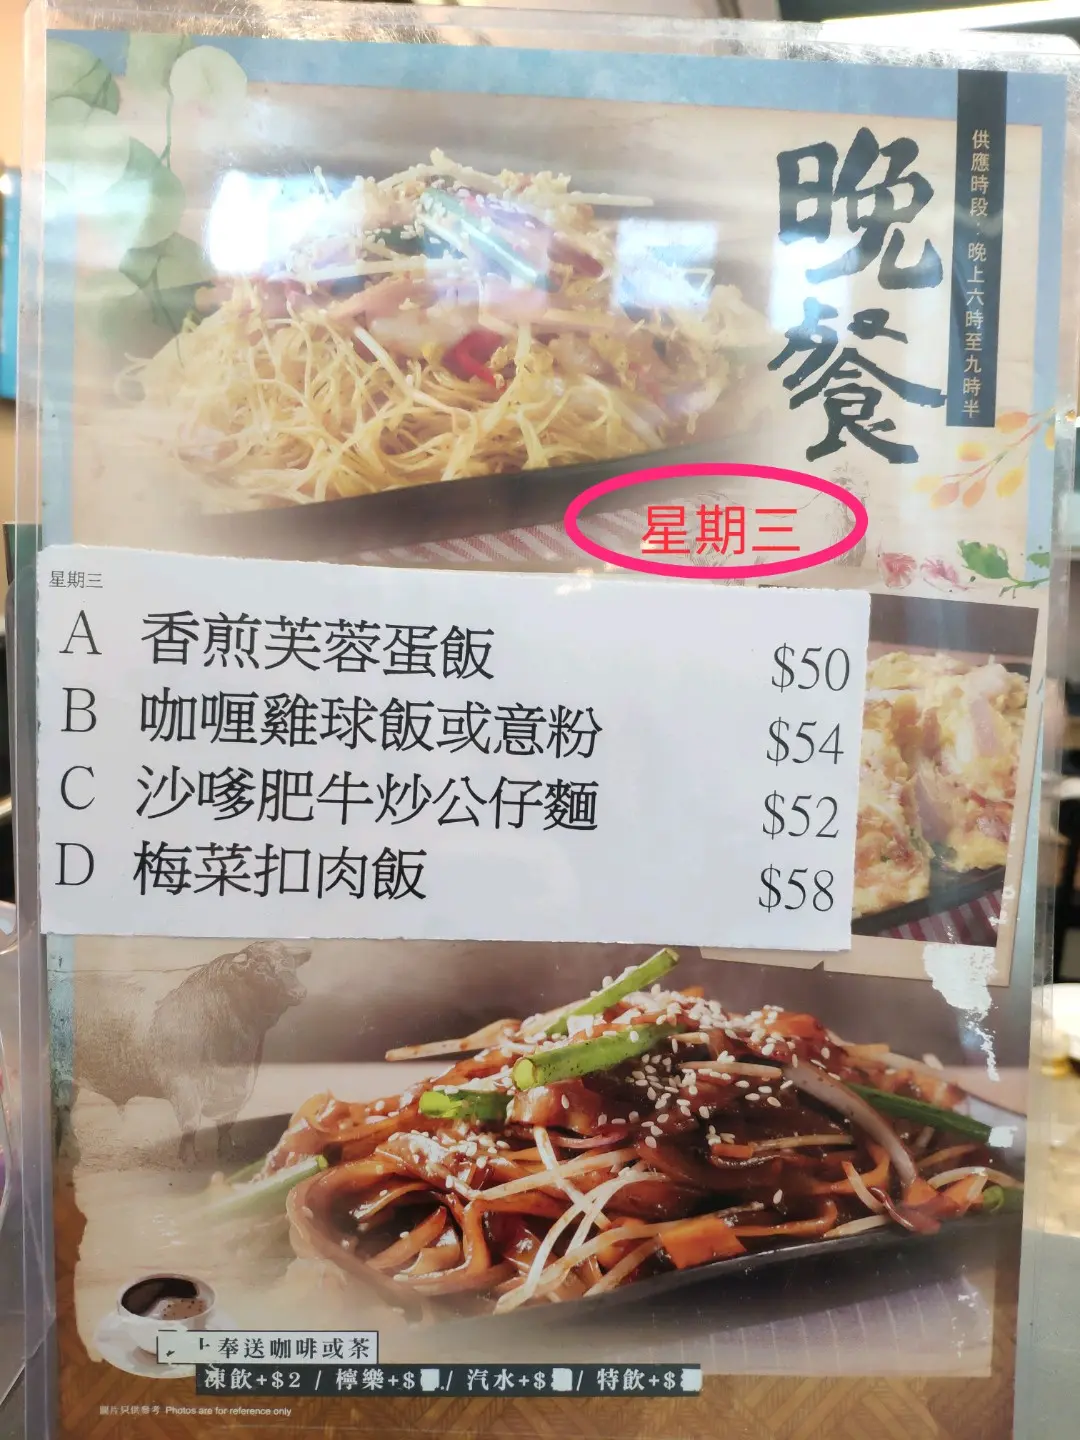 晚餐
供應時段：晚上六時至九時半
星期三
星期三
A 香煎芙蓉蛋飯 $50
B 咖喱雞球飯或意粉 $54
C 沙嗲肥牛炒公仔麵 $52
D 梅菜扣肉飯 $58
上奉送咖啡或茶
凍飲+$2 / 檸樂+$ / 汽水+$ / 特飲+$
圖片只供參考 Photos are for reference only